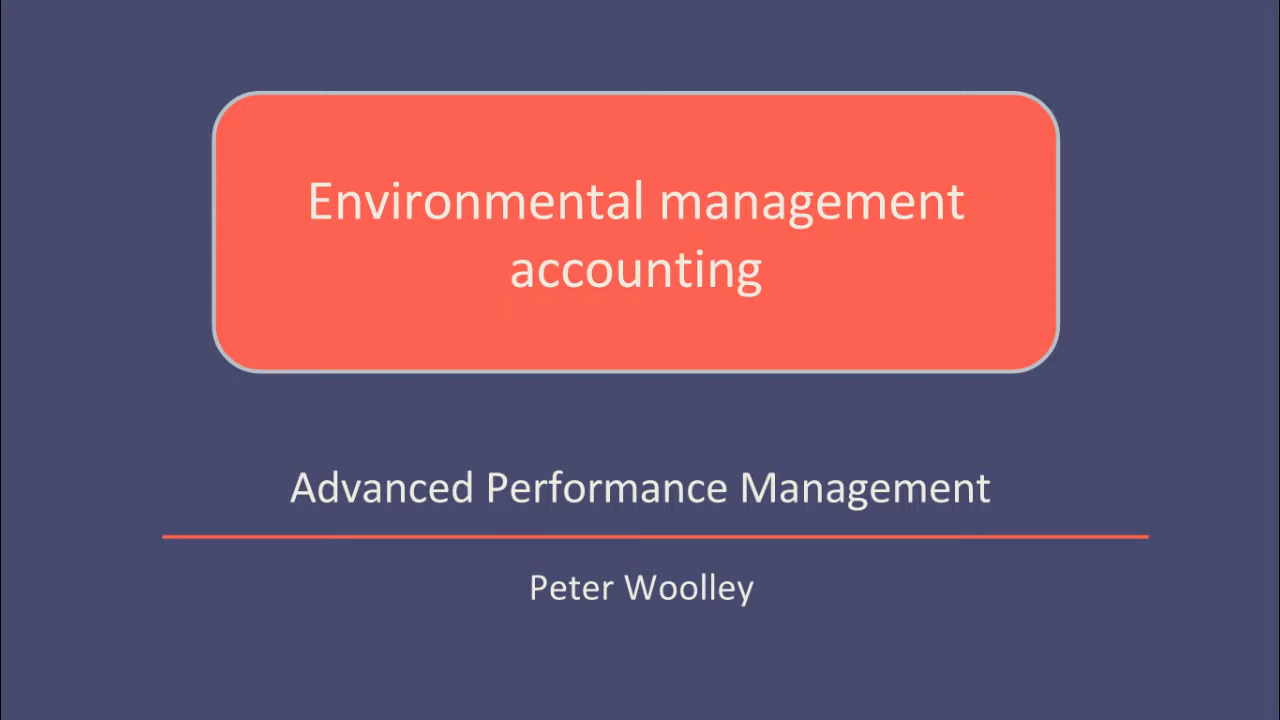 Environmental management
accounting
Advanced Performance Management
Peter Woolley